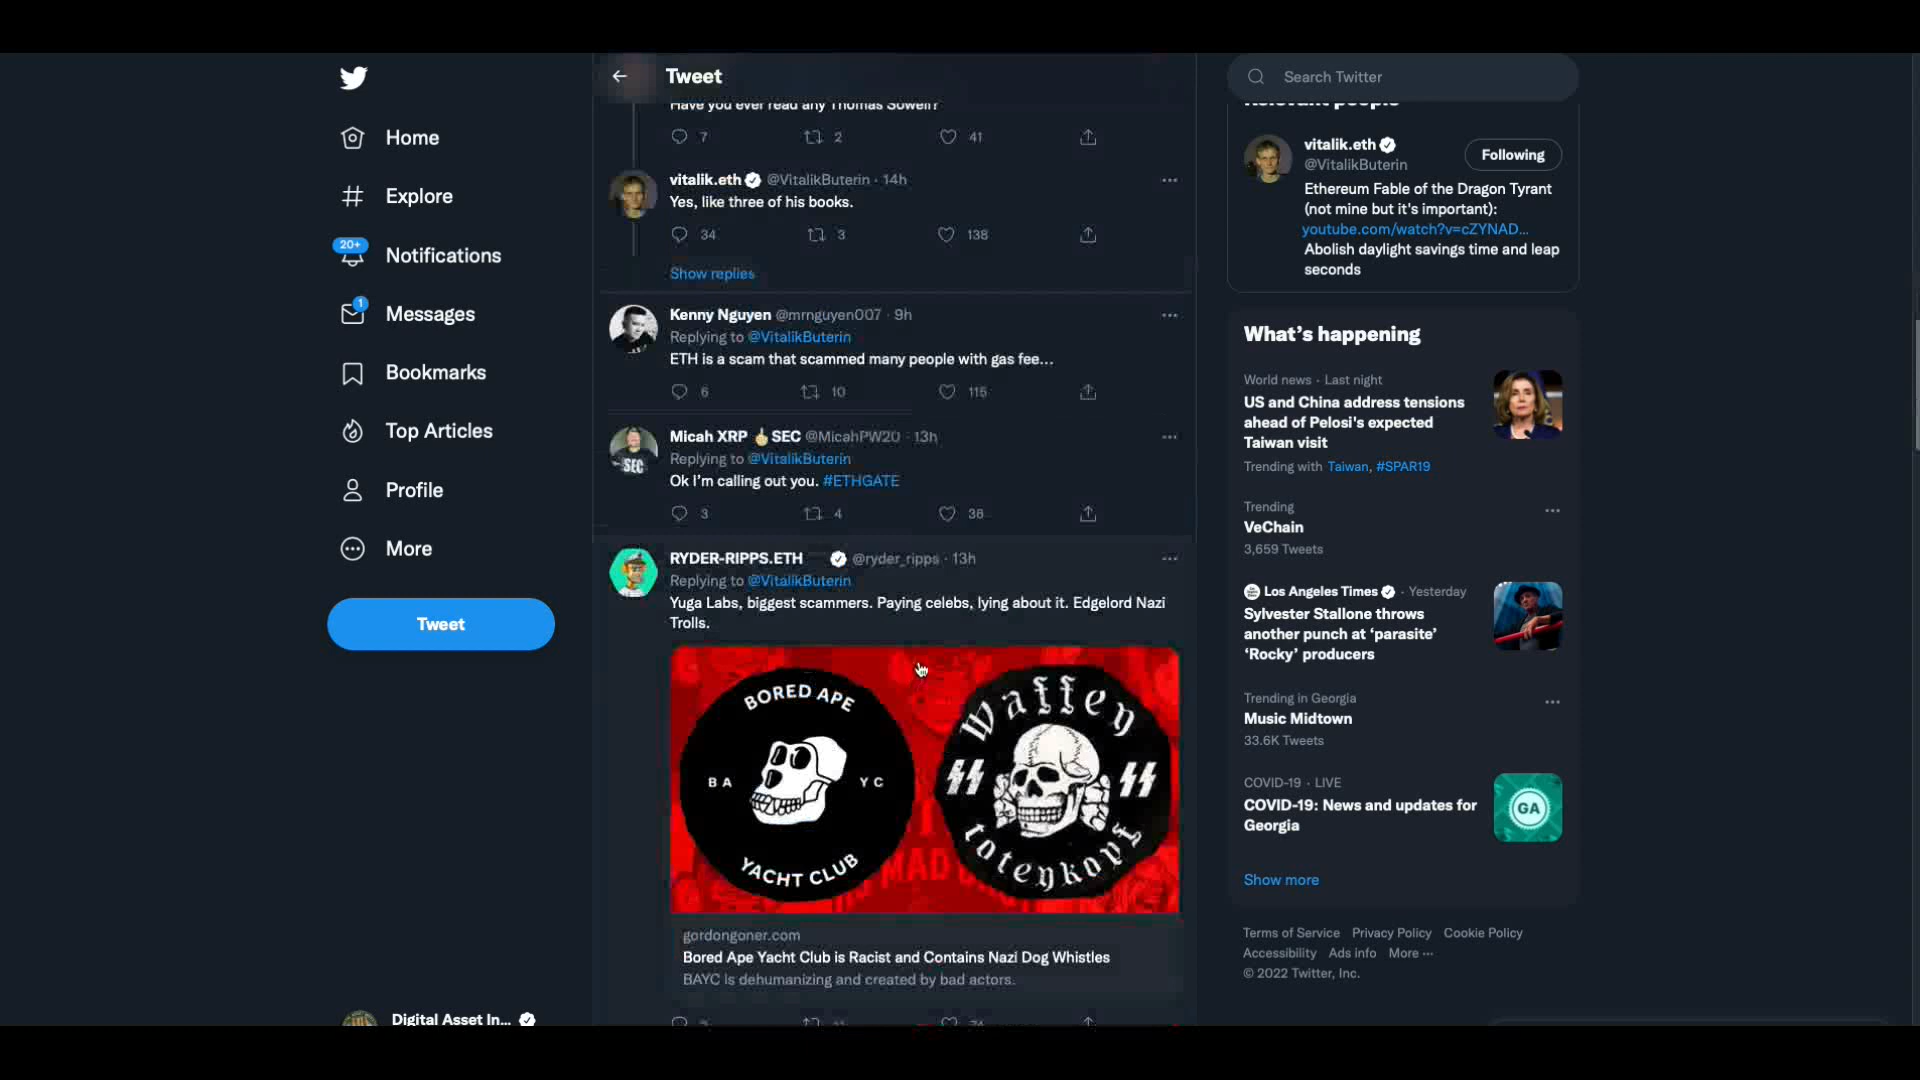 Home
Explore
20+
Notifications
1
Messages
Bookmarks
Top Articles
Profile
More
Tweet
Digital Asset In...
Tweet
Have you ever read any Thomas Sowell?
7 2 41
vitalik.eth @VitalikButerin · 14h
Yes, like three of his books.
34 3 138
Show replies
Kenny Nguyen @mrnguyen007 · 9h
Replying to @VitalikButerin
ETH is a scam that scammed many people with gas fee...
6 10 115
Micah XRP SEC @MicahPW20 · 13h
SEC
Replying to @VitalikButerin
Ok I'm calling out you. #ETHGATE
3 4 38
RYDER-RIPPS.ETH @ryder_ripps · 13h
Replying to @VitalikButerin
Yuga Labs, biggest scammers. Paying celebs, lying about it. Edgelord Nazi
Trolls.
BORED APE
BA YC
YACHT CLUB
Waffen
totenkopf
MAD
gordongoner.com
Bored Ape Yacht Club is Racist and Contains Nazi Dog Whistles
BAYC is dehumanizing and created by bad actors.
Search Twitter
Relevant people
vitalik.eth
@VitalikButerin
Following
Ethereum Fable of the Dragon Tyrant
(not mine but it's important):
youtube.com/watch?v=cZYNAD...
Abolish daylight savings time and leap
seconds
What's happening
World news · Last night
US and China address tensions
ahead of Pelosi's expected
Taiwan visit
Trending with Taiwan, #SPAR19
Trending
VeChain
3,659 Tweets
Los Angeles Times · Yesterday
Sylvester Stallone throws
another punch at 'parasite'
'Rocky' producers
Trending in Georgia
Music Midtown
33.6K Tweets
COVID-19 · LIVE
COVID-19: News and updates for
Georgia
GA
Show more
Terms of Service Privacy Policy Cookie Policy
Accessibility Ads info More ···
© 2022 Twitter, Inc.